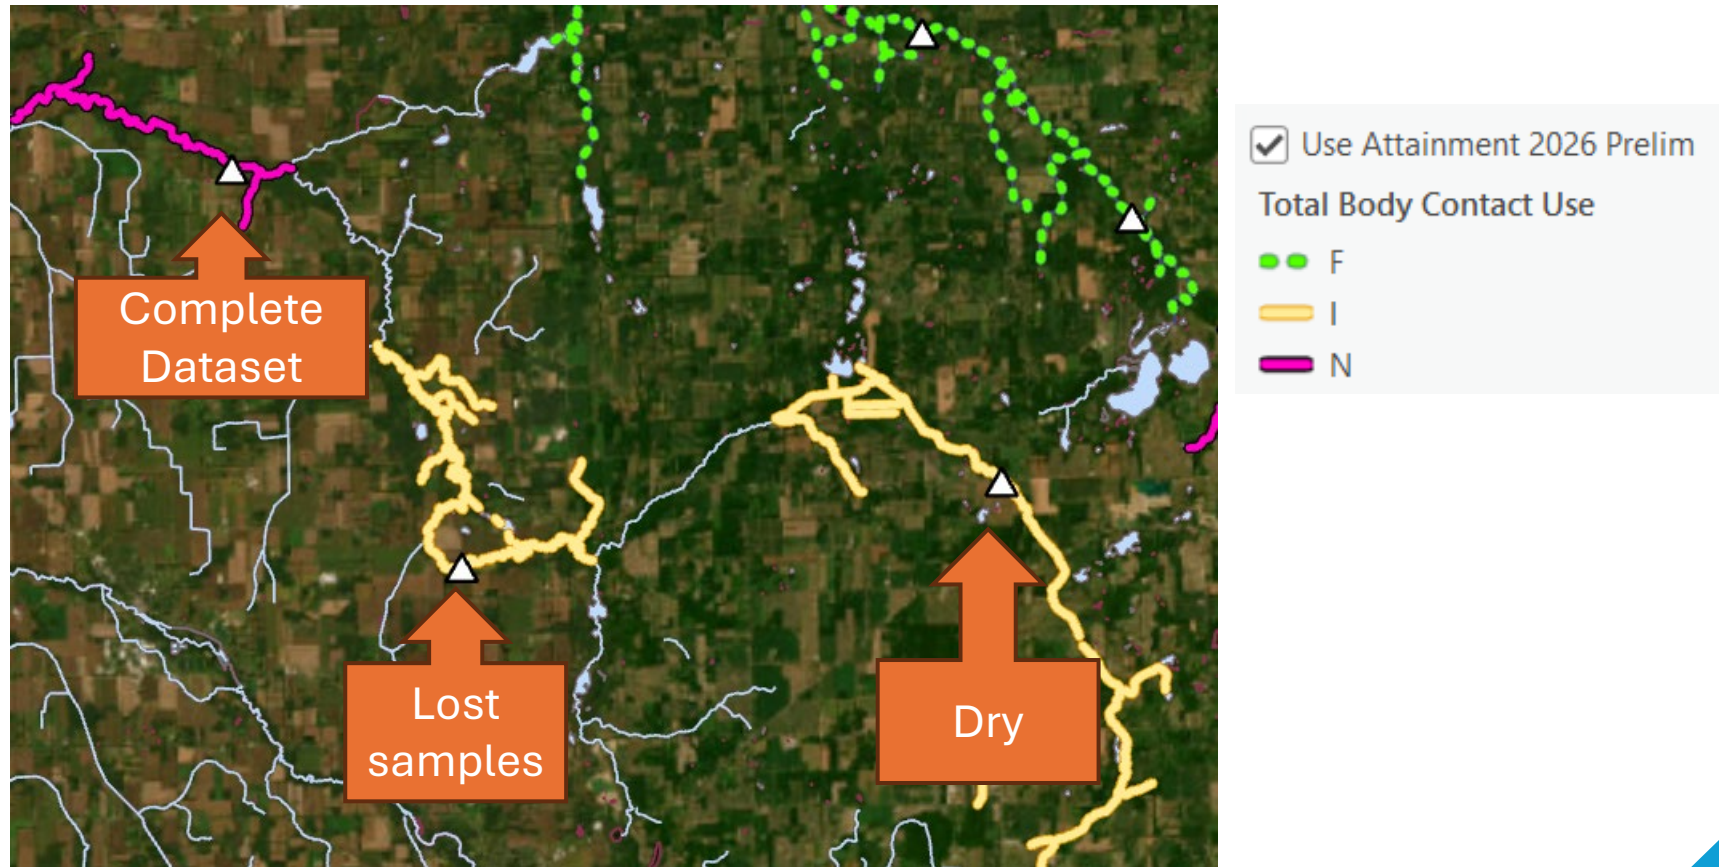 Complete
Dataset
Lost
samples
Dry
Use Attainment 2026 Prelim
Total Body Contact Use
F
I
N